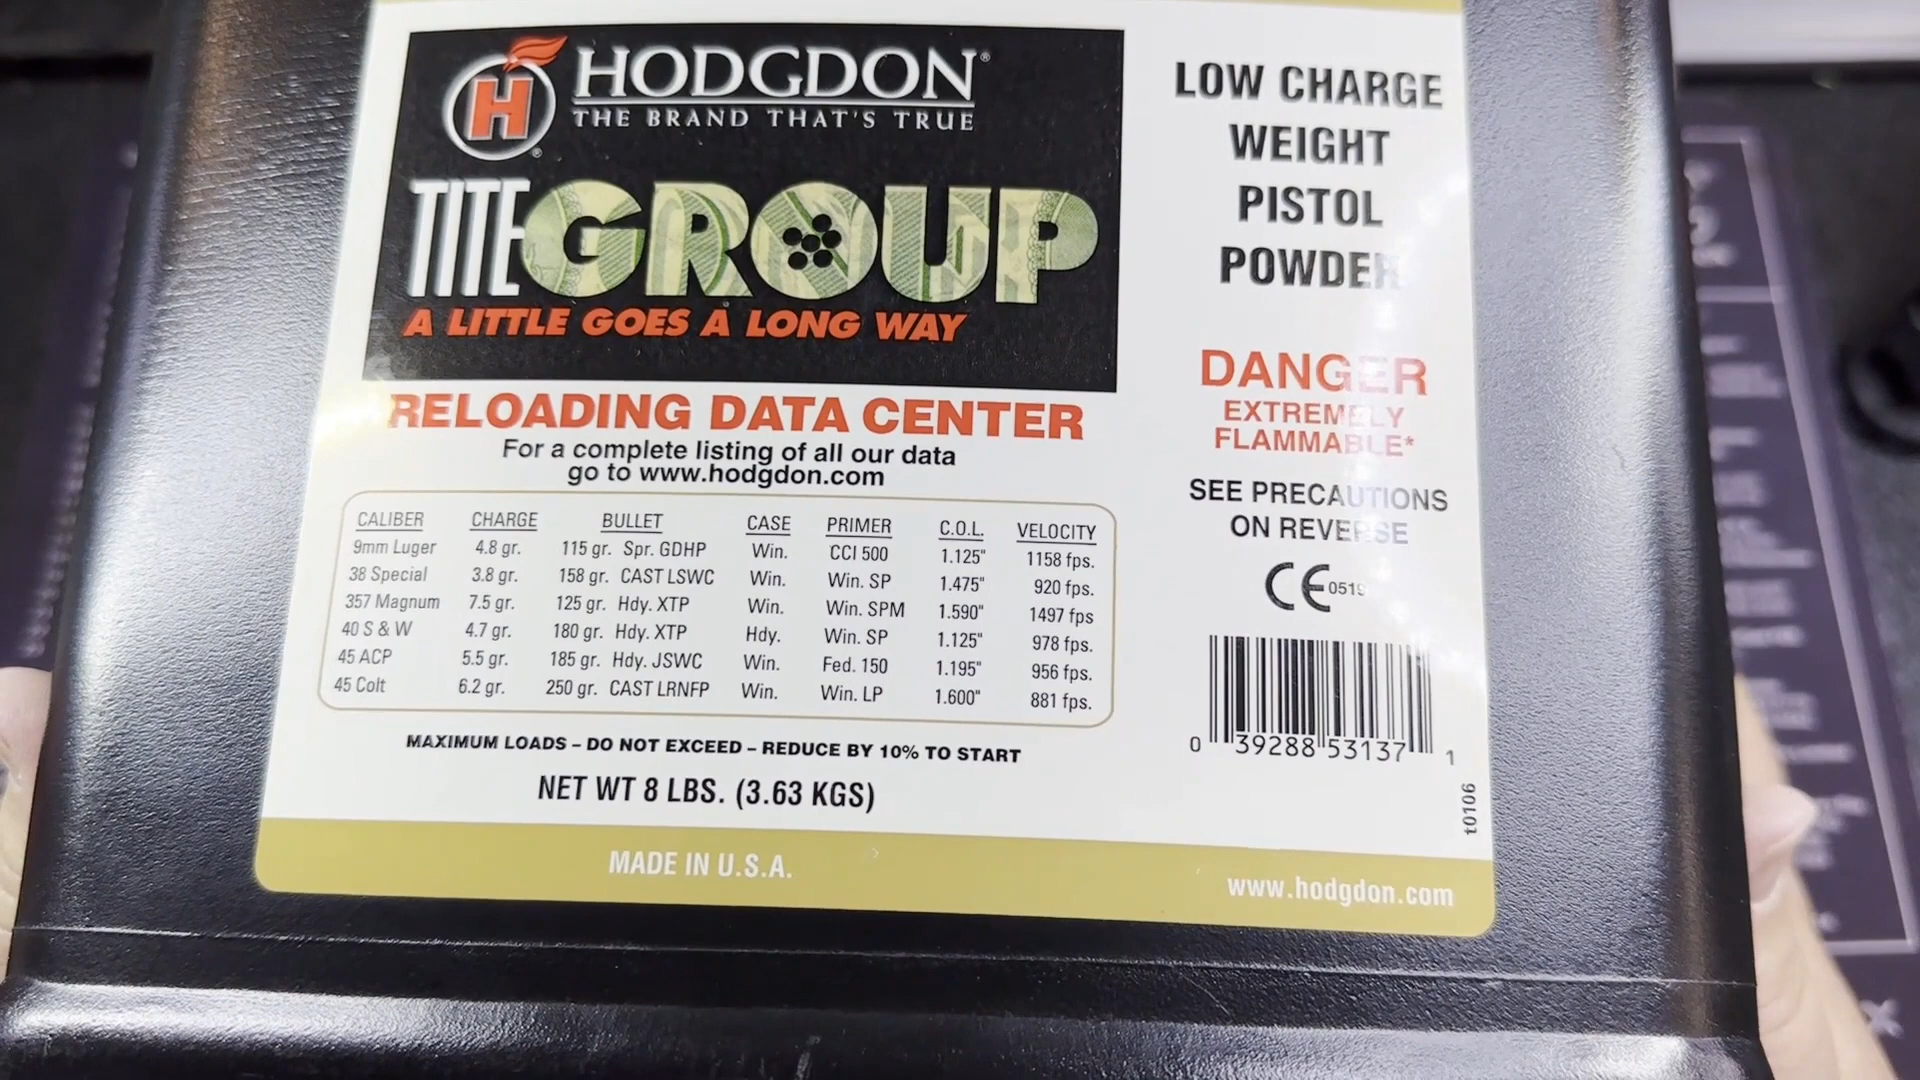 HODGDON®
THE BRAND THAT'S TRUE
TITEGROUP
A LITTLE GOES A LONG WAY
RELOADING DATA CENTER
For a complete listing of all our data
go to www.hodgdon.com
CALIBER CHARGE BULLET CASE PRIMER C.O.L. VELOCITY
9mm Luger 4.8 gr. 115 gr. Spr. GDHP Win. CCI 500 1.125" 1158 fps.
38 Special 3.8 gr. 158 gr. CAST LSWC Win. Win. SP 1.475" 920 fps.
357 Magnum 7.5 gr. 125 gr. Hdy. XTP Win. Win. SPM 1.590" 1497 fps
40 S & W 4.7 gr. 180 gr. Hdy. XTP Hdy. Win. SP 1.125" 978 fps.
45 ACP 5.5 gr. 185 gr. Hdy. JSWC Win. Fed. 150 1.195" 956 fps.
45 Colt 6.2 gr. 250 gr. CAST LRNFP Win. Win. LP 1.600" 881 fps.
MAXIMUM LOADS – DO NOT EXCEED – REDUCE BY 10% TO START
NET WT 8 LBS. (3.63 KGS)
MADE IN U.S.A.
LOW CHARGE
WEIGHT
PISTOL
POWDER
DANGER
EXTREMELY
FLAMMABLE*
SEE PRECAUTIONS
ON REVERSE
CE 0519
0 39288 53137 1
t0106
www.hodgdon.com